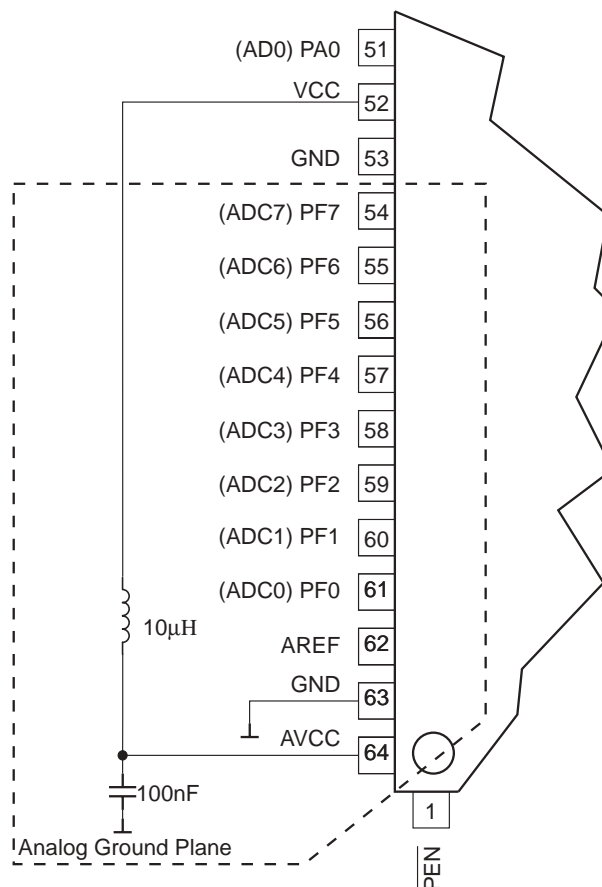 (AD0) PA0 51
VCC 52
GND 53
(ADC7) PF7 54
(ADC6) PF6 55
(ADC5) PF5 56
(ADC4) PF4 57
(ADC3) PF3 58
(ADC2) PF2 59
(ADC1) PF1 60
(ADC0) PF0 61
10μH
AREF 62
GND 63
AVCC 64
100nF
1
Analog Ground Plane
PEN